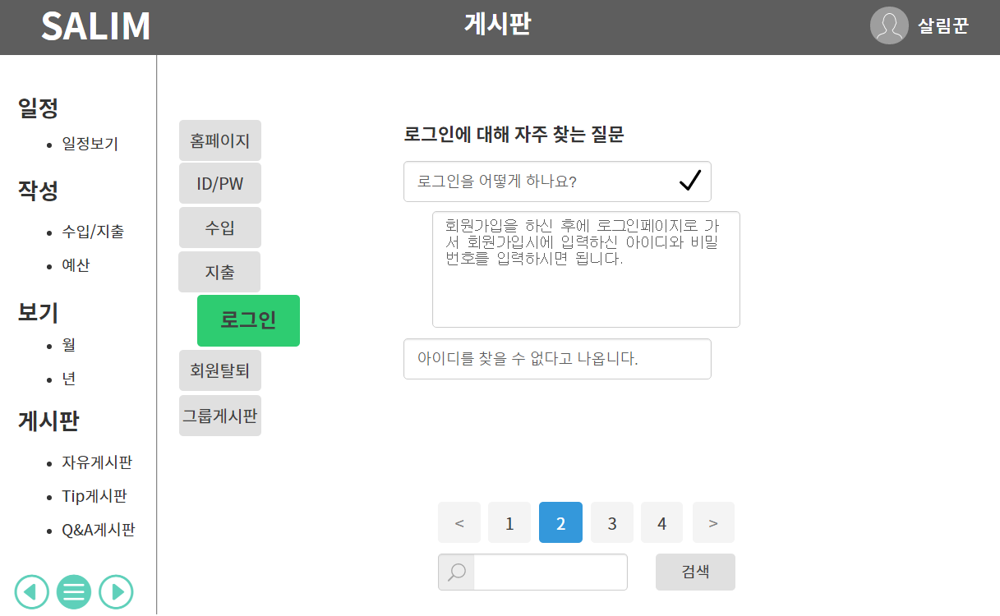 SALIM
게시판
살림꾼
일정
일정보기
작성
수입/지출
예산
보기
월
년
게시판
자유게시판
Tip게시판
Q&A게시판
홈페이지
ID/PW
수입
지출
로그인
회원탈퇴
그룹게시판
로그인에 대해 자주 찾는 질문
로그인을 어떻게 하나요?
회원가입을 하신 후에 로그인페이지로 가
서 회원가입시에 입력하신 아이디와 비밀
번호를 입력하시면 됩니다.
아이디를 찾을 수 없다고 나옵니다.
< 1 2 3 4 >
검색